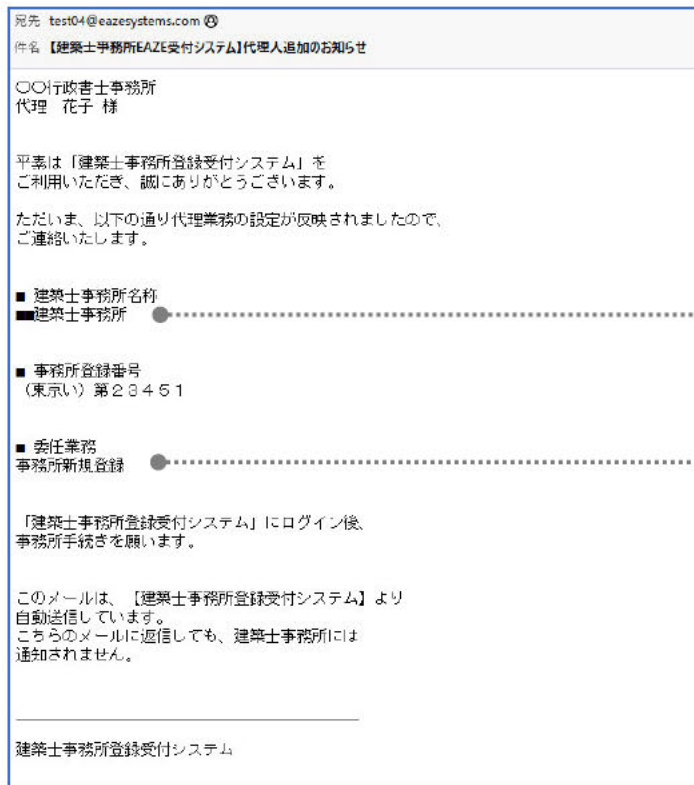 宛先 test04@eazesystems.com
件名 【建築士事務所EAZE受付システム】代理人追加のお知らせ
〇〇行政書士事務所
代理　花子 様
平素は「建築士事務所登録受付システム」を
ご利用いただき、誠にありがとうございます。
ただいま、以下の通り代理業務の設定が反映されましたので、
ご連絡いたします。
■ 建築士事務所名称
■■建築士事務所
■ 事務所登録番号
（東京い）第２３４５１
■ 委任業務
事務所新規登録
「建築士事務所登録受付システム」にログイン後、
事務所手続きを願います。
このメールは、【建築士事務所登録受付システム】より
自動送信しています。
こちらのメールに返信しても、建築士事務所には
通知されません。
建築士事務所登録受付システム